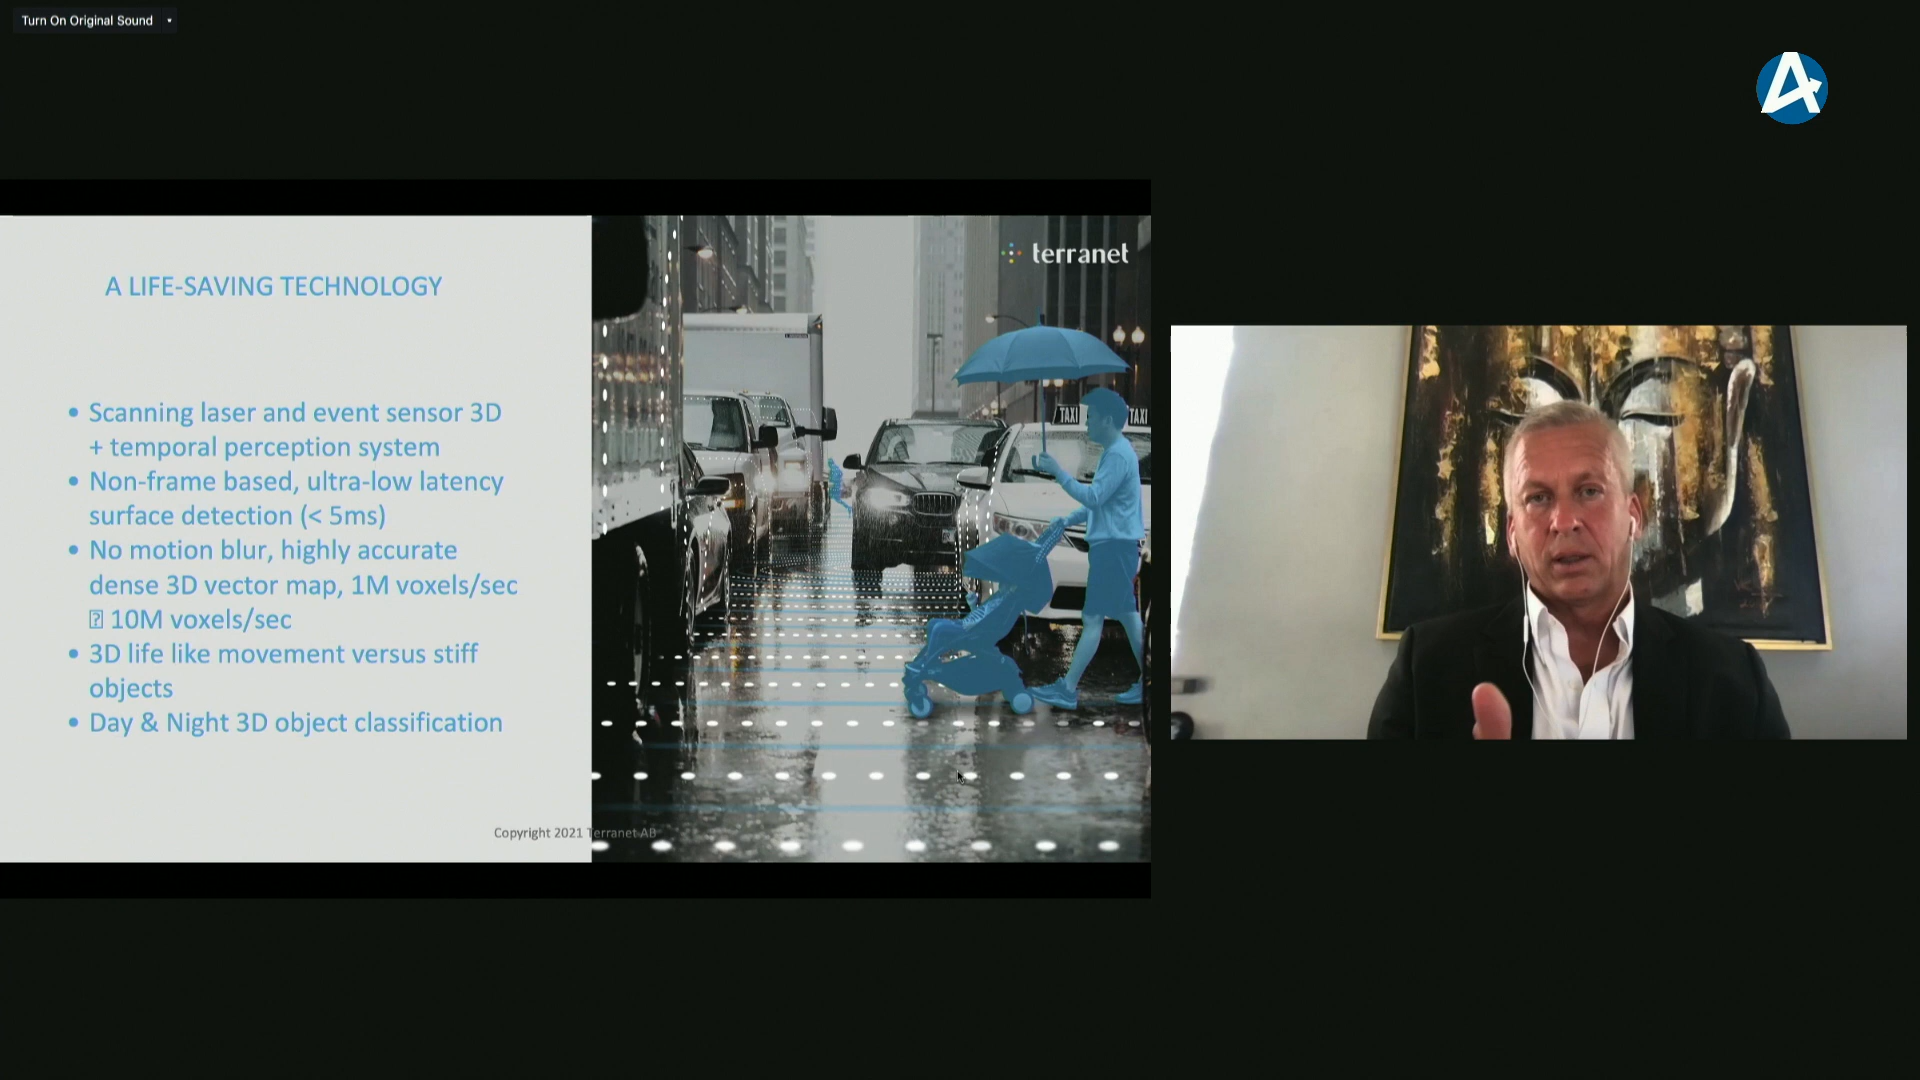 Turn On Original Sound
A LIFE-SAVING TECHNOLOGY
• Scanning laser and event sensor 3D
+ temporal perception system
• Non-frame based, ultra-low latency
surface detection (< 5ms)
• No motion blur, highly accurate
dense 3D vector map, 1M voxels/sec
⍰ 10M voxels/sec
• 3D life like movement versus stiff
objects
• Day & Night 3D object classification
Copyright 2021 Terranet AB
terranet
TAXI
TAXI